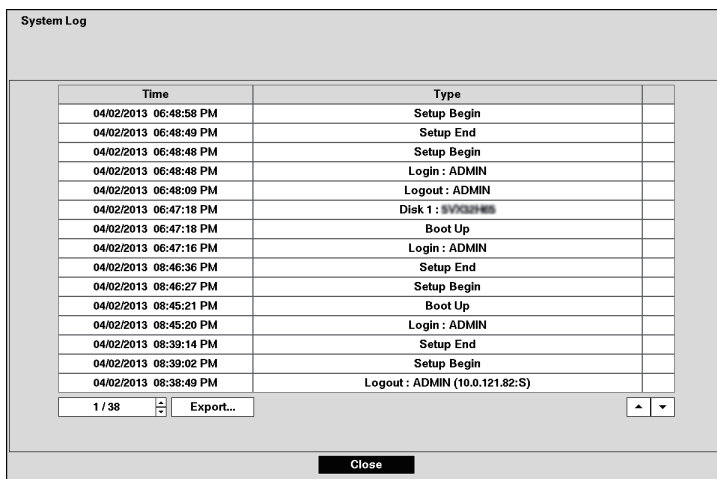 System Log
Time Type
04/02/2013 06:48:58 PM Setup Begin
04/02/2013 06:48:49 PM Setup End
04/02/2013 06:48:48 PM Setup Begin
04/02/2013 06:48:48 PM Login : ADMIN
04/02/2013 06:48:09 PM Logout : ADMIN
04/02/2013 06:47:18 PM Disk 1 :
04/02/2013 06:47:18 PM Boot Up
04/02/2013 06:47:16 PM Login : ADMIN
04/02/2013 08:46:36 PM Setup End
04/02/2013 08:46:27 PM Setup Begin
04/02/2013 08:45:21 PM Boot Up
04/02/2013 08:45:20 PM Login : ADMIN
04/02/2013 08:39:14 PM Setup End
04/02/2013 08:39:02 PM Setup Begin
04/02/2013 08:38:49 PM Logout : ADMIN (10.0.121.82:S)
1 / 38 Export...
Close